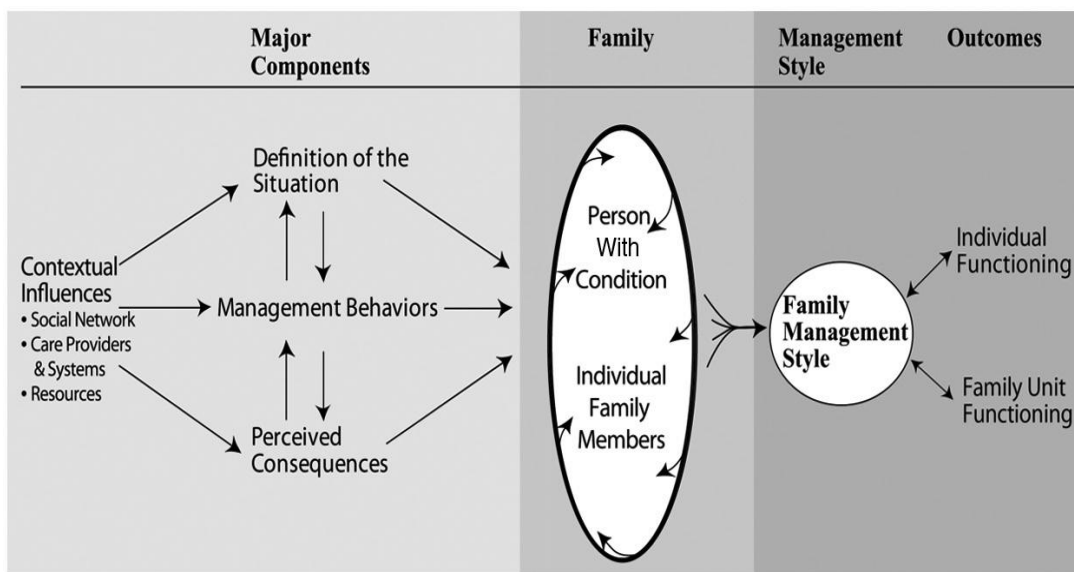 Major
Components
Family
Management
Style
Outcomes
Contextual
Influences
• Social Network
• Care Providers
& Systems
• Resources
Definition of the
Situation
Management Behaviors
Perceived
Consequences
Person
With
Condition
Individual
Family
Members
Family
Management
Style
Individual
Functioning
Family Unit
Functioning